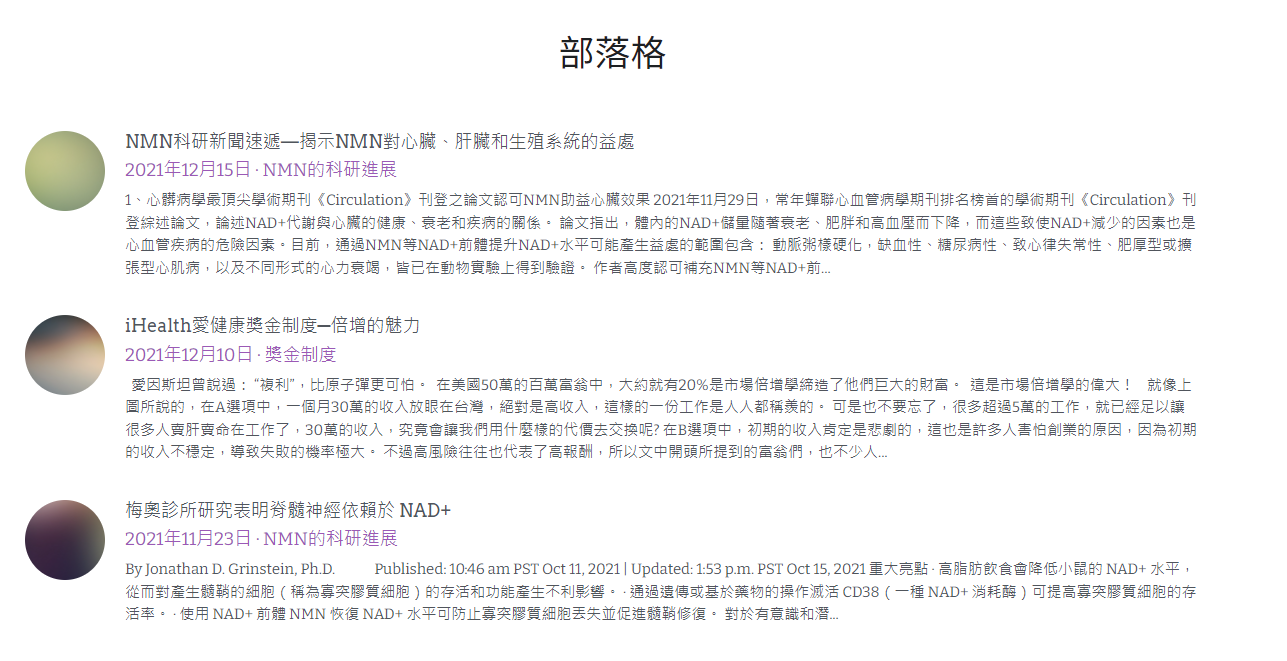 部落格
NMN科研新聞速遞—揭示NMN對心臟、肝臟和生殖系統的益處
2021年12月15日 · NMN的科研進展
1、心髒病學最頂尖學術期刊《Circulation》刊登之論文認可NMN助益心臟效果 2021年11月29日，常年蟬聯心血管病學期刊排名榜首的學術期刊《Circulation》刊
登綜述論文，論述NAD+代謝與心臟的健康、衰老和疾病的關係。 論文指出，體內的NAD+儲量隨著衰老、肥胖和高血壓而下降，而這些致使NAD+減少的因素也是
心血管疾病的危險因素。目前，通過NMN等NAD+前體提升NAD+水平可能產生益處的範圍包含： 動脈粥樣硬化，缺血性、糖尿病性、致心律失常性、肥厚型或擴
張型心肌病，以及不同形式的心力衰竭，皆已在動物實驗上得到驗證。 作者高度認可補充NMN等NAD+前...
iHealth愛健康獎金制度—倍增的魅力
2021年12月10日 · 獎金制度
愛因斯坦曾說過： “複利”，比原子彈更可怕。 在美國50萬的百萬富翁中，大約就有20%是市場倍增學締造了他們巨大的財富。 這是市場倍增學的偉大！ 就像上
圖所說的，在A選項中，一個月30萬的收入放眼在台灣，絕對是高收入，這樣的一份工作是人人都稱羨的。 可是也不要忘了，很多超過5萬的工作，就已經足以讓
很多人賣肝賣命在工作了，30萬的收入，究竟會讓我們用什麼樣的代價去交換呢? 在B選項中，初期的收入肯定是悲劇的，這也是許多人害怕創業的原因，因為初期
的收入不穩定，導致失敗的機率極大。 不過高風險往往也代表了高報酬，所以文中開頭所提到的富翁們，也不少人...
梅奧診所研究表明脊髓神經依賴於 NAD+
2021年11月23日 · NMN的科研進展
By Jonathan D. Grinstein, Ph.D. Published: 10:46 am PST Oct 11, 2021 | Updated: 1:53 p.m. PST Oct 15, 2021 重大亮點 · 高脂肪飲食會降低小鼠的 NAD+ 水平，
從而對產生髓鞘的細胞（稱為寡突膠質細胞）的存活和功能產生不利影響。 · 通過遺傳或基於藥物的操作滅活 CD38（一種 NAD+ 消耗酶）可提高寡突膠質細胞的存
活率。 · 使用 NAD+ 前體 NMN 恢復 NAD+ 水平可防止寡突膠質細胞丟失並促進髓鞘修復。 對於有意識和潛...